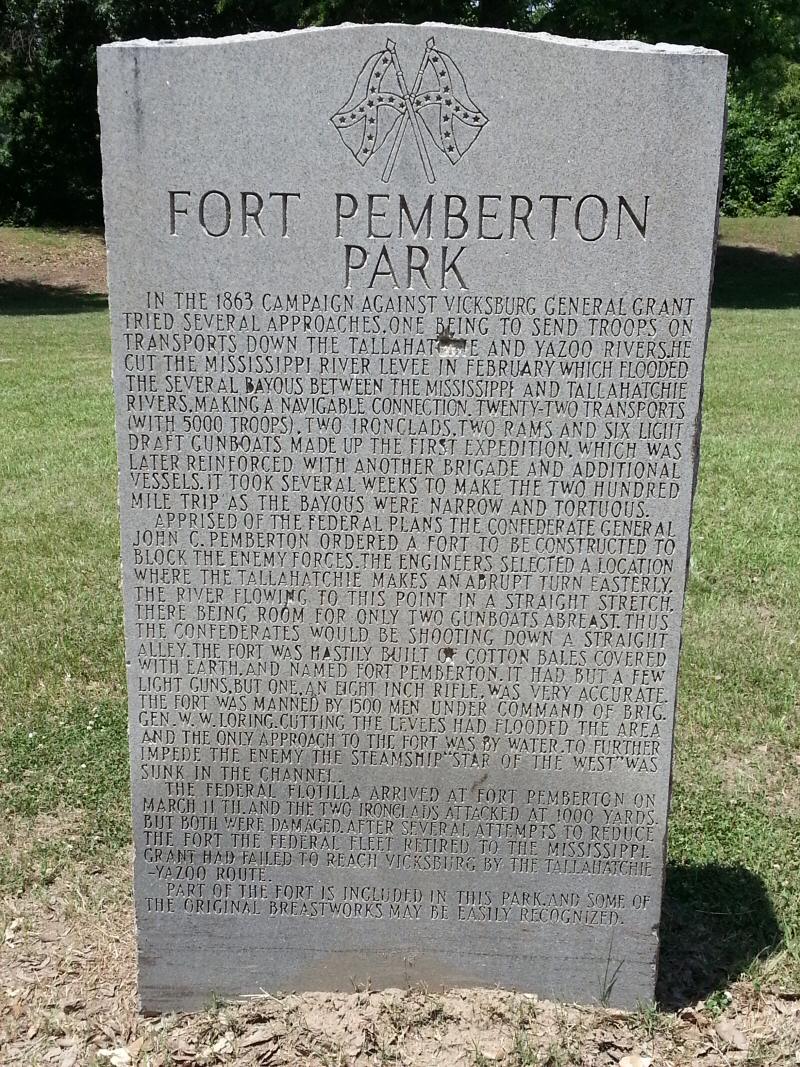 FORT PEMBERTON
PARK
IN THE 1863 CAMPAIGN AGAINST VICKSBURG GENERAL GRANT
TRIED SEVERAL APPROACHES, ONE BEING TO SEND TROOPS ON
TRANSPORTS DOWN THE TALLAHATCHIE AND YAZOO RIVERS. HE
CUT THE MISSISSIPPI RIVER LEVEE IN FEBRUARY WHICH FLOODED
THE SEVERAL BAYOUS BETWEEN THE MISSISSIPPI AND TALLAHATCHIE
RIVERS, MAKING A NAVIGABLE CONNECTION. TWENTY-TWO TRANSPORTS
(WITH 5000 TROOPS), TWO IRONCLADS, TWO RAMS AND SIX LIGHT
DRAFT GUNBOATS MADE UP THE FIRST EXPEDITION, WHICH WAS
LATER REINFORCED WITH ANOTHER BRIGADE AND ADDITIONAL
VESSELS. IT TOOK SEVERAL WEEKS TO MAKE THE TWO HUNDRED
MILE TRIP AS THE BAYOUS WERE NARROW AND TORTUOUS.
APPRISED OF THE FEDERAL PLANS THE CONFEDERATE GENERAL
JOHN C. PEMBERTON ORDERED A FORT TO BE CONSTRUCTED TO
BLOCK THE ENEMY FORCES. THE ENGINEERS SELECTED A LOCATION
WHERE THE TALLAHATCHIE MAKES AN ABRUPT TURN EASTERLY,
THE RIVER FLOWING TO THIS POINT IN A STRAIGHT STRETCH,
THERE BEING ROOM FOR ONLY TWO GUNBOATS ABREAST. THUS
THE CONFEDERATES WOULD BE SHOOTING DOWN A STRAIGHT
ALLEY. THE FORT WAS HASTILY BUILT OF COTTON BALES COVERED
WITH EARTH, AND NAMED FORT PEMBERTON. IT HAD BUT A FEW
LIGHT GUNS, BUT ONE, AN EIGHT INCH RIFLE, WAS VERY ACCURATE.
THE FORT WAS MANNED BY 1500 MEN UNDER COMMAND OF BRIG.
GEN. W. W. LORING. CUTTING THE LEVEES HAD FLOODED THE AREA
AND THE ONLY APPROACH TO THE FORT WAS BY WATER. TO FURTHER
IMPEDE THE ENEMY THE STEAMSHIP "STAR OF THE WEST" WAS
SUNK IN THE CHANNEL.
THE FEDERAL FLOTILLA ARRIVED AT FORT PEMBERTON ON
MARCH 11 TH. AND THE TWO IRONCLADS ATTACKED AT 1000 YARDS,
BUT BOTH WERE DAMAGED. AFTER SEVERAL ATTEMPTS TO REDUCE
THE FORT THE FEDERAL FLEET RETIRED TO THE MISSISSIPPI.
GRANT HAD FAILED TO REACH VICKSBURG BY THE TALLAHATCHIE
-YAZOO ROUTE.
PART OF THE FORT IS INCLUDED IN THIS PARK, AND SOME OF
THE ORIGINAL BREASTWORKS MAY BE EASILY RECOGNIZED.